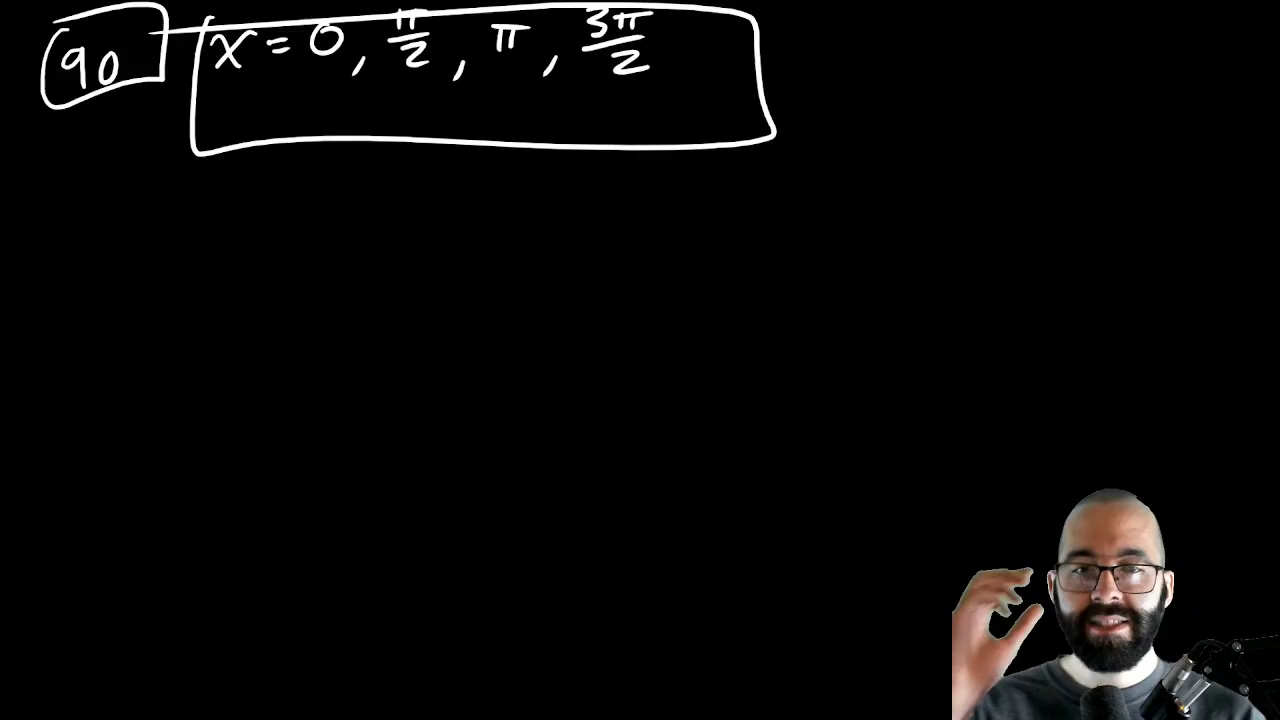 90 x = 0, π/2, π, 3π/2